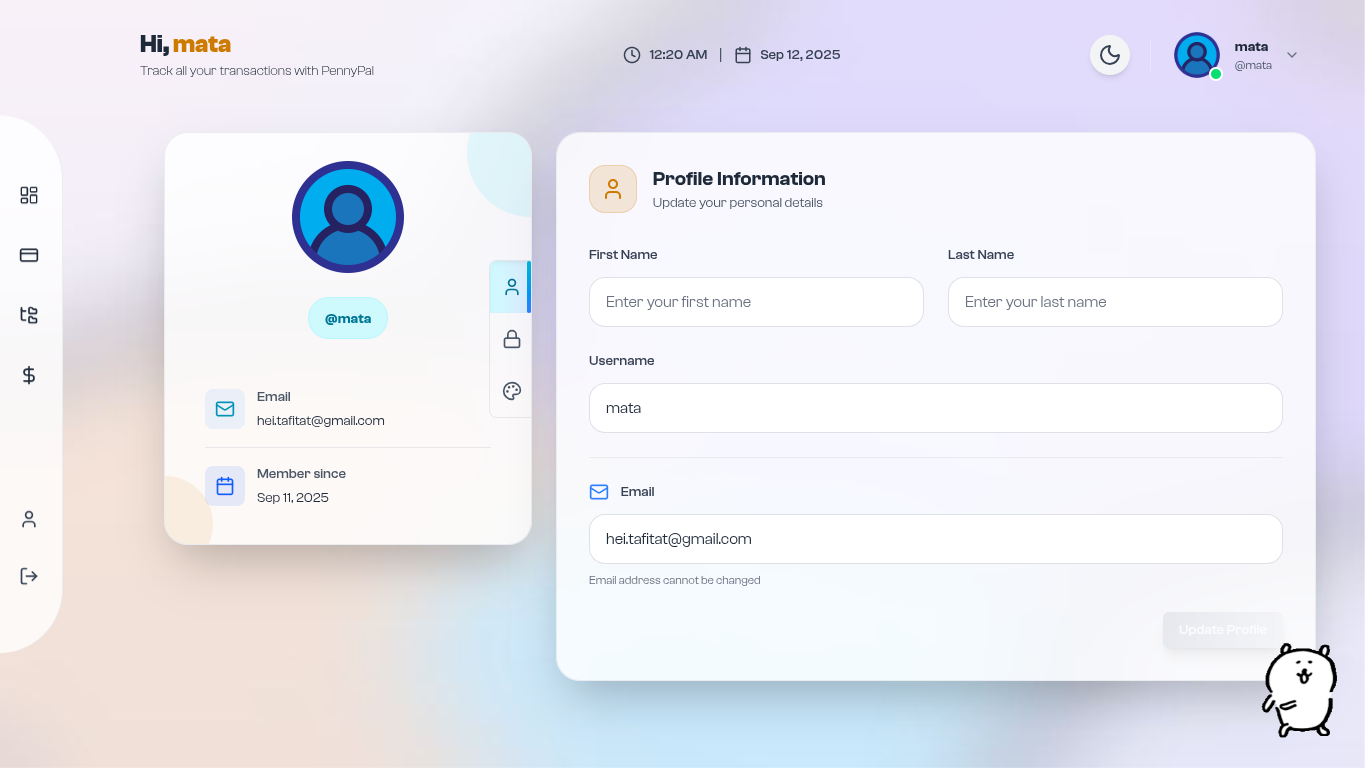 Hi, mata
Track all your transactions with PennyPal
12:20 AM | Sep 12, 2025
mata
@mata
@mata
Email
hei.tafitat@gmail.com
Member since
Sep 11, 2025
Profile Information
Update your personal details
First Name
Last Name
Enter your first name
Enter your last name
Username
mata
Email
hei.tafitat@gmail.com
Email address cannot be changed
Update Profile